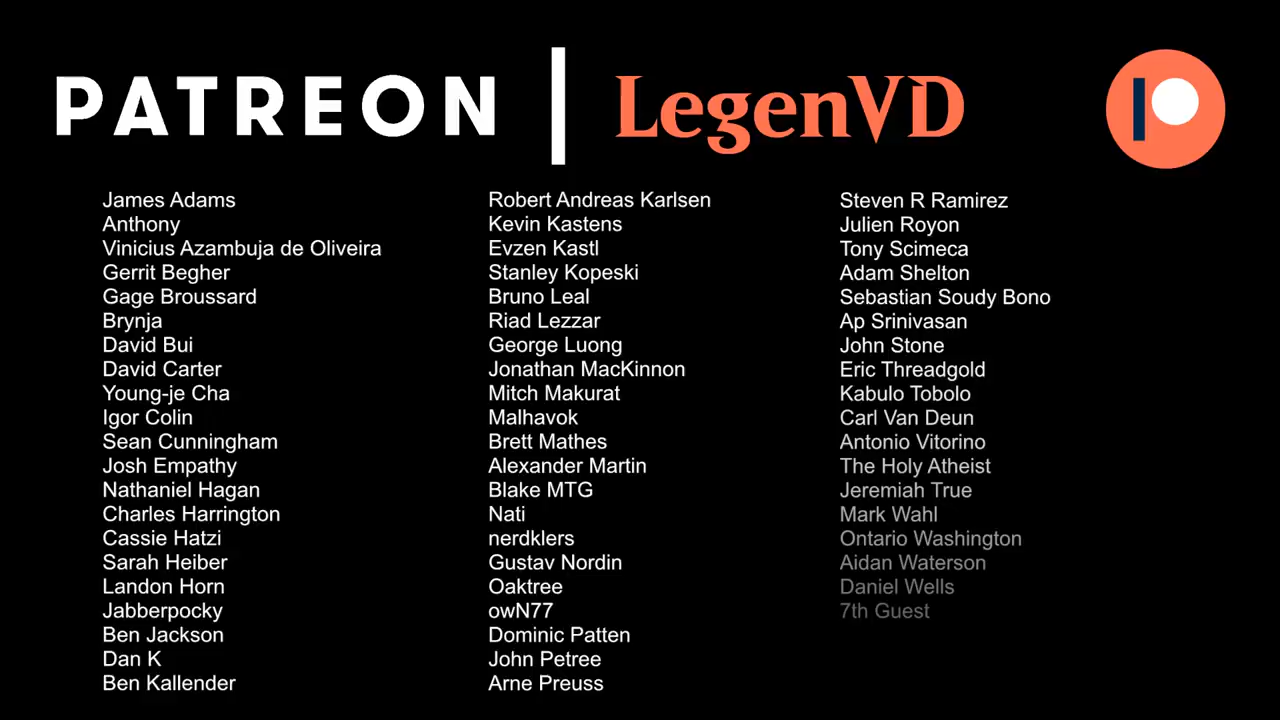 PATREON | LegenVD
James Adams
Anthony
Vinicius Azambuja de Oliveira
Gerrit Begher
Gage Broussard
Brynja
David Bui
David Carter
Young-je Cha
Igor Colin
Sean Cunningham
Josh Empathy
Nathaniel Hagan
Charles Harrington
Cassie Hatzi
Sarah Heiber
Landon Horn
Jabberpocky
Ben Jackson
Dan K
Ben Kallender
Robert Andreas Karlsen
Kevin Kastens
Evzen Kastl
Stanley Kopeski
Bruno Leal
Riad Lezzar
George Luong
Jonathan MacKinnon
Mitch Makurat
Malhavok
Brett Mathes
Alexander Martin
Blake MTG
Nati
nerdklers
Gustav Nordin
Oaktree
owN77
Dominic Patten
John Petree
Arne Preuss
Steven R Ramirez
Julien Royon
Tony Scimeca
Adam Shelton
Sebastian Soudy Bono
Ap Srinivasan
John Stone
Eric Threadgold
Kabulo Tobolo
Carl Van Deun
Antonio Vitorino
The Holy Atheist
Jeremiah True
Mark Wahl
Ontario Washington
Aidan Waterson
Daniel Wells
7th Guest